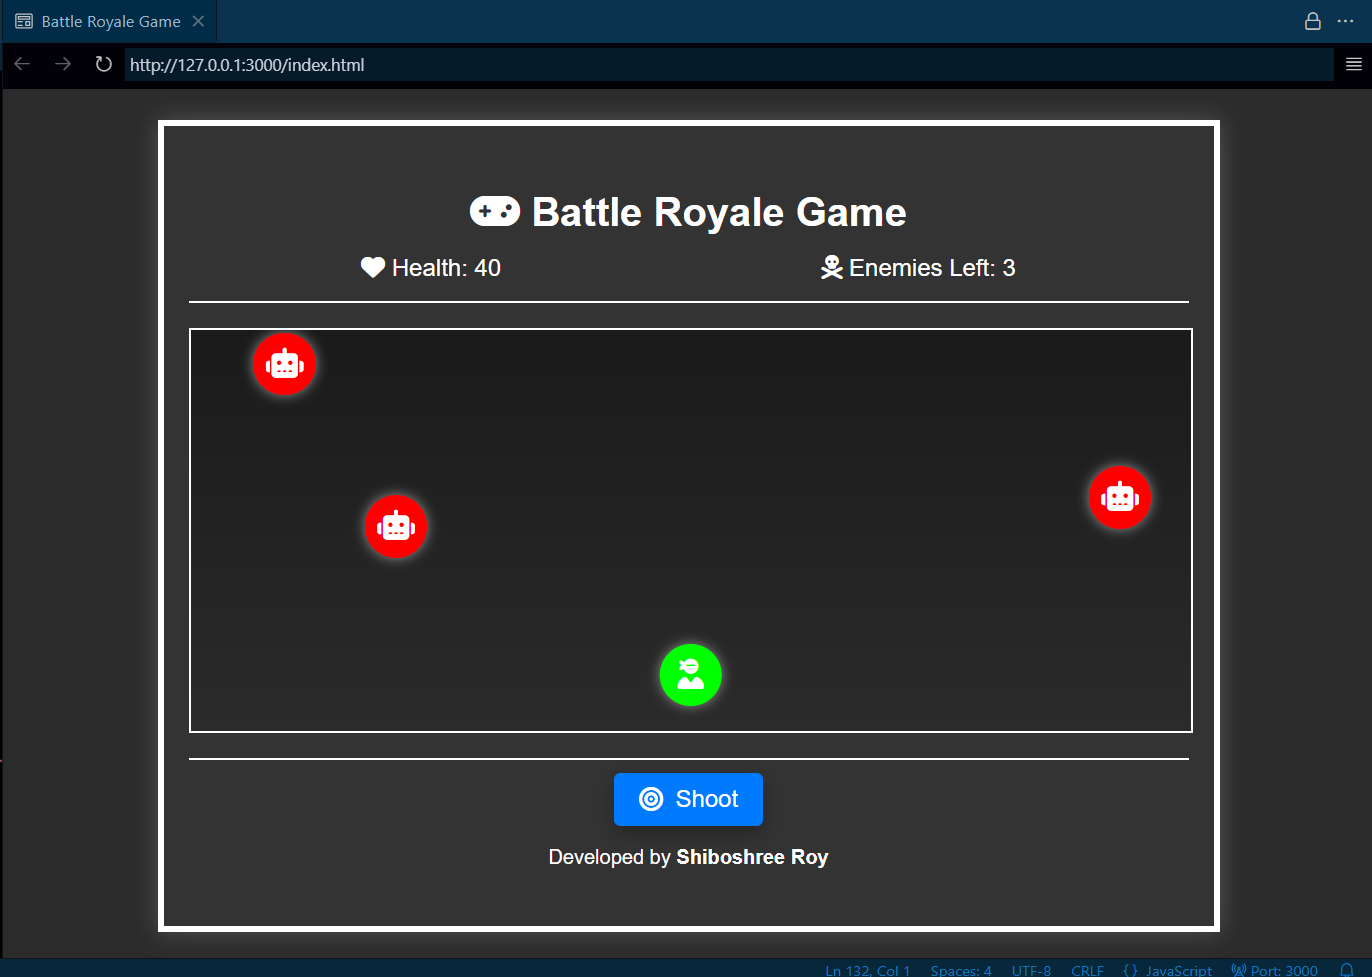 Battle Royale Game
http://127.0.0.1:3000/index.html
Battle Royale Game
Health: 40
Enemies Left: 3
Shoot
Developed by Shiboshree Roy
Ln 132, Col 1 Spaces: 4 UTF-8 CRLF {} JavaScript Port: 3000